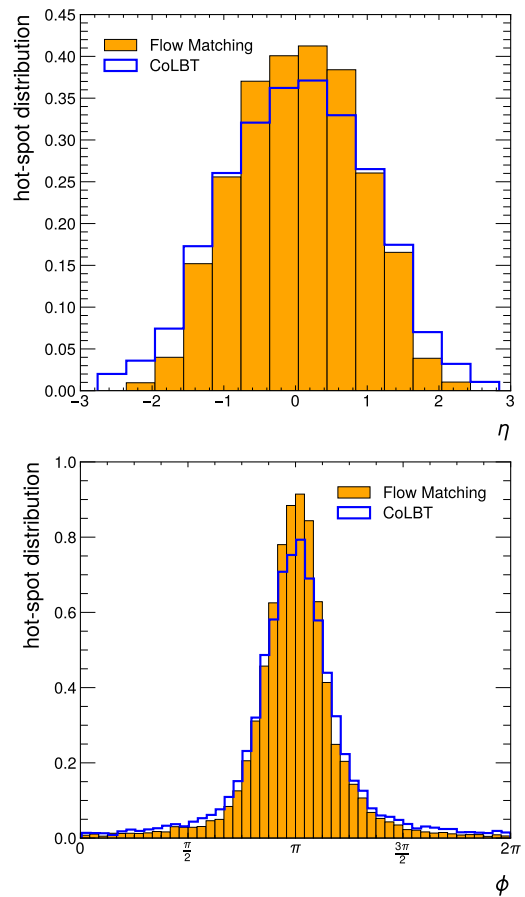 hot-spot distribution
Flow Matching
CoLBT
0.45
0.40
0.35
0.30
0.25
0.20
0.15
0.10
0.05
0.00
−3 −2 −1 0 1 2 3
η
hot-spot distribution
Flow Matching
CoLBT
1.0
0.8
0.6
0.4
0.2
0.0
0 π/2 π 3π/2 2π
ϕ